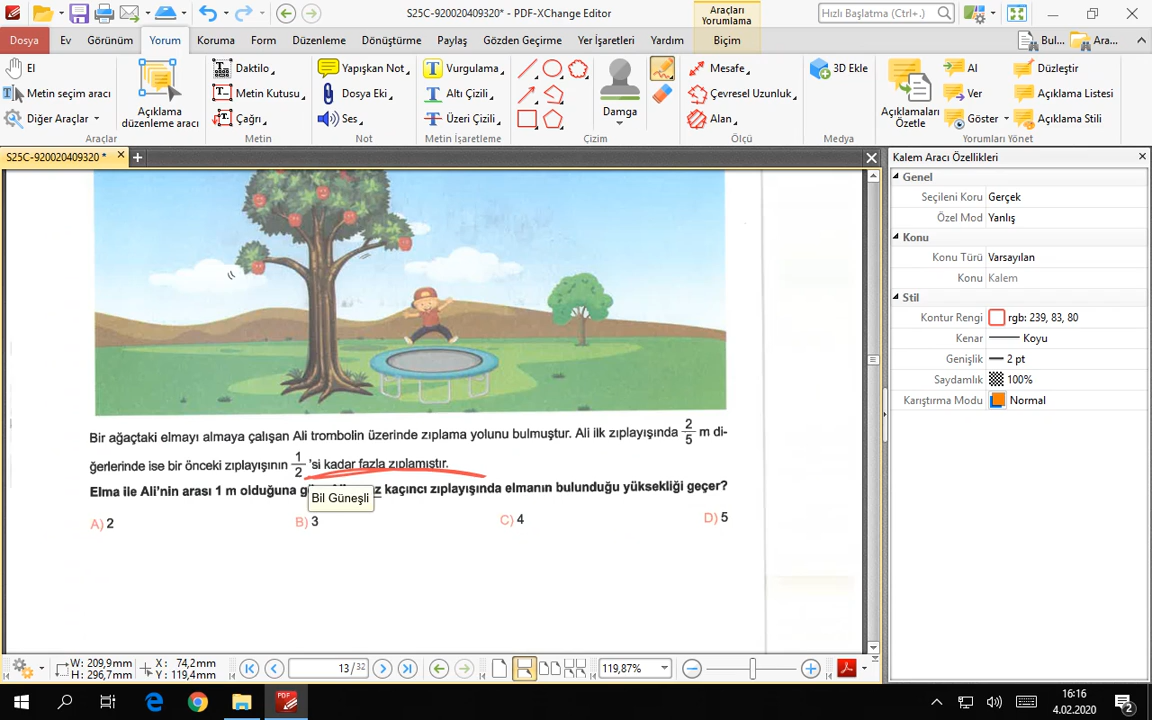 S25C-920020409320* - PDF-XChange Editor
Araçları Yorumlama
Hızlı Başlatma (Ctrl+.)
Dosya Ev Görünüm Yorum Koruma Form Düzenleme Dönüştürme Paylaş Gözden Geçirme Yer İşaretleri Yardım Biçim Bul... Ara...
El
Metin seçim aracı
Diğer Araçlar
Açıklama düzenleme aracı
Araçlar
Daktilo
Metin Kutusu
Çağrı
Metin
Yapışkan Not
Dosya Eki
Ses
Not
Vurgulama
Altı Çizili
Üzeri Çizili
Metin İşaretleme
Çizim
Damga
Mesafe
Çevresel Uzunluk
Alan
Ölçü
3D Ekle
Medya
Açıklamaları Özetle
Al
Ver
Göster
Düzleştir
Açıklama Listesi
Açıklama Stili
Yorumları Yönet
S25C-920020409320 *
Bir ağaçtaki elmayı almaya çalışan Ali trombolin üzerinde zıplama yolunu bulmuştur. Ali ilk zıplayışında 2/5 m di-
ğerlerinde ise bir önceki zıplayışının 1/2 'si kadar fazla zıplamıştır.
Elma ile Ali'nin arası 1 m olduğuna kaçıncı zıplayışında elmanın bulunduğu yüksekliği geçer?
Bil Güneşli
A) 2 B) 3 C) 4 D) 5
Kalem Aracı Özellikleri
Genel
Seçileni Koru Gerçek
Özel Mod Yanlış
Konu
Konu Türü Varsayılan
Konu Kalem
Stil
Kontur Rengi rgb: 239, 83, 80
Kenar Koyu
Genişlik 2 pt
Saydamlık 100%
Karıştırma Modu Normal
W: 209,9mm
H: 296,7mm
X: 74,2mm
Y: 119,4mm
13 / 32
119,87%
PDF
16:16
4.02.2020
2